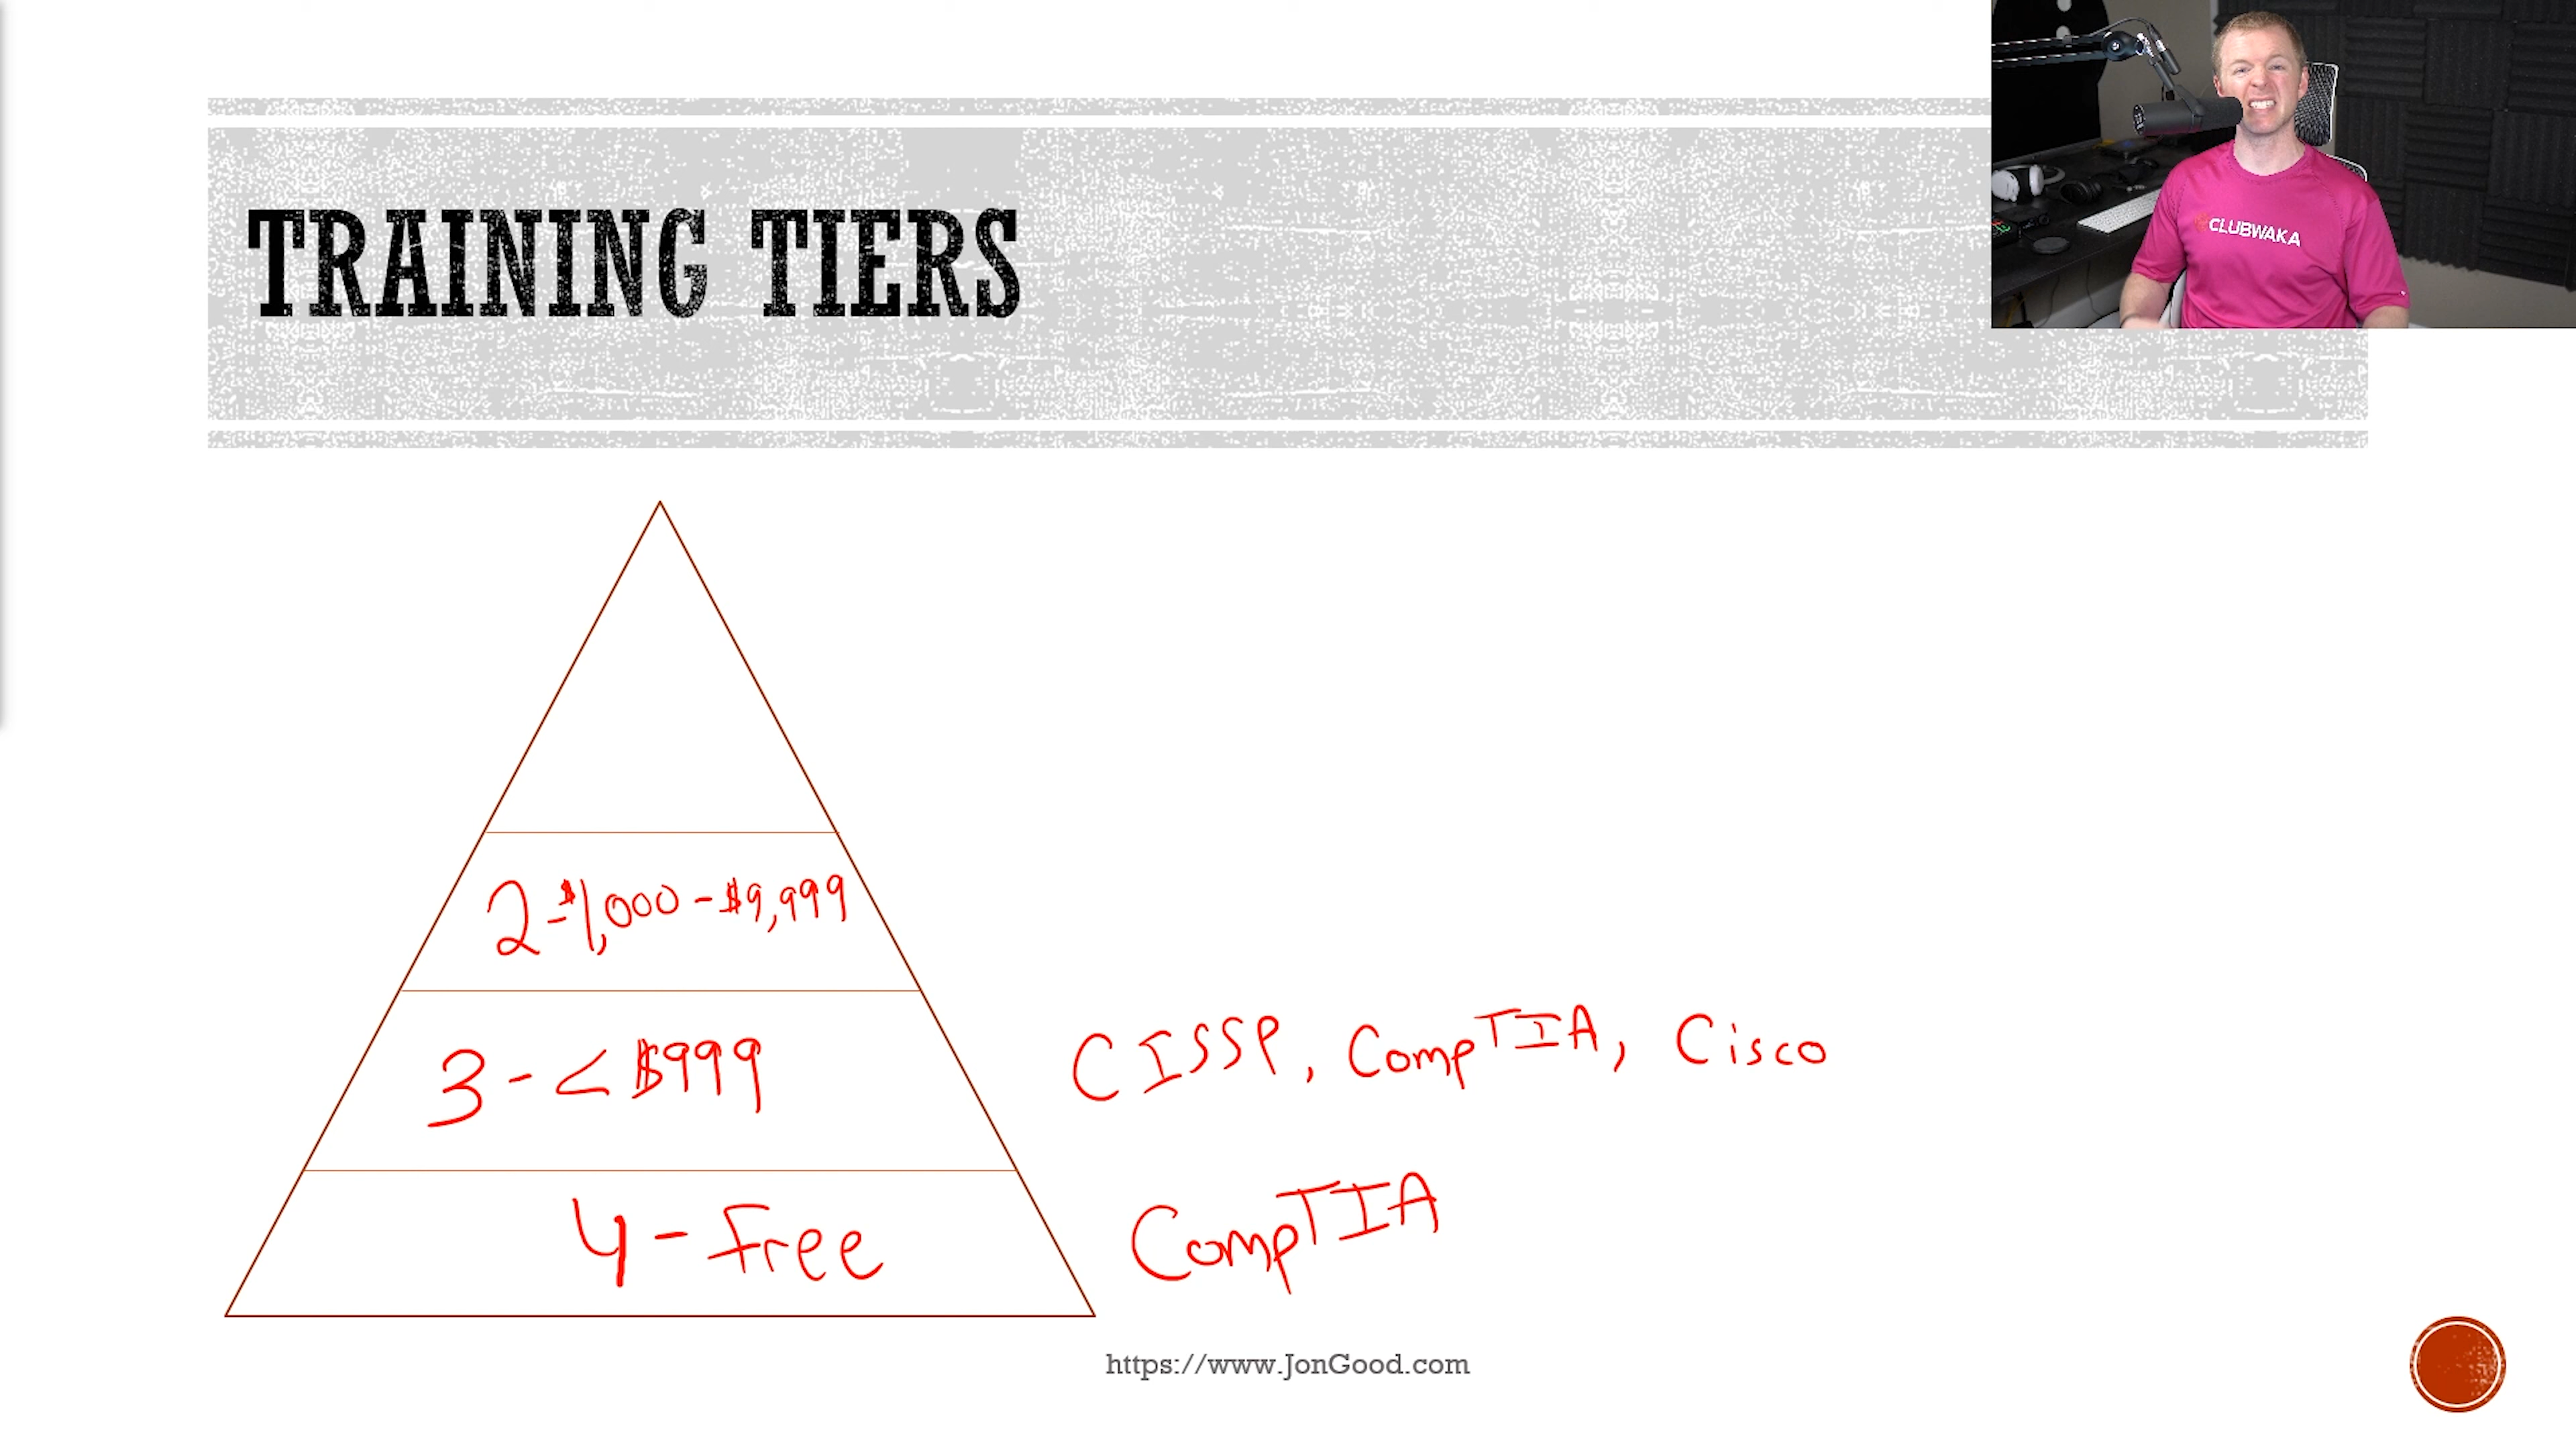 TRAINING TIERS
CLUBWAKA
2-$1,000-$9,999
3-<$999
CISSP, CompTIA, Cisco
4-Free
CompTIA
https://www.JonGood.com